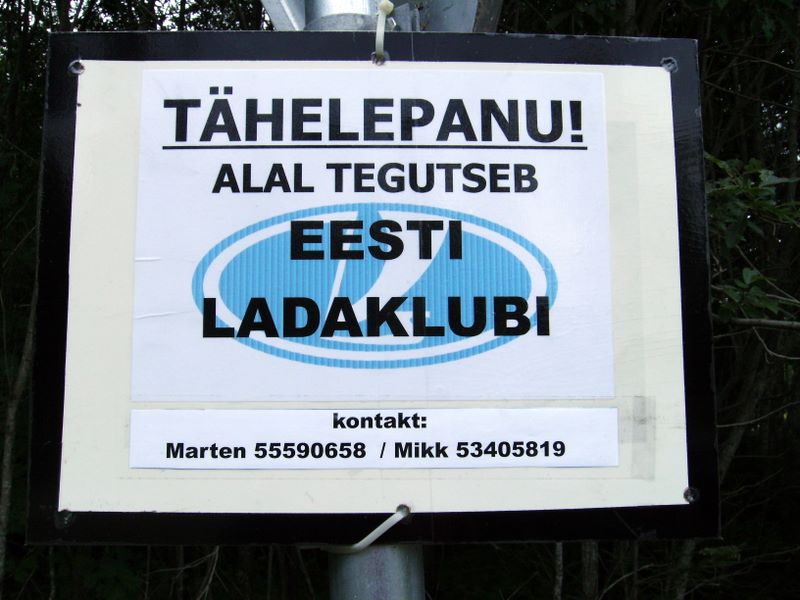 TÄHELEPANU!
ALAL TEGUTSEB
EESTI
LADAKLUBI
kontakt:
Marten 55590658 / Mikk 53405819